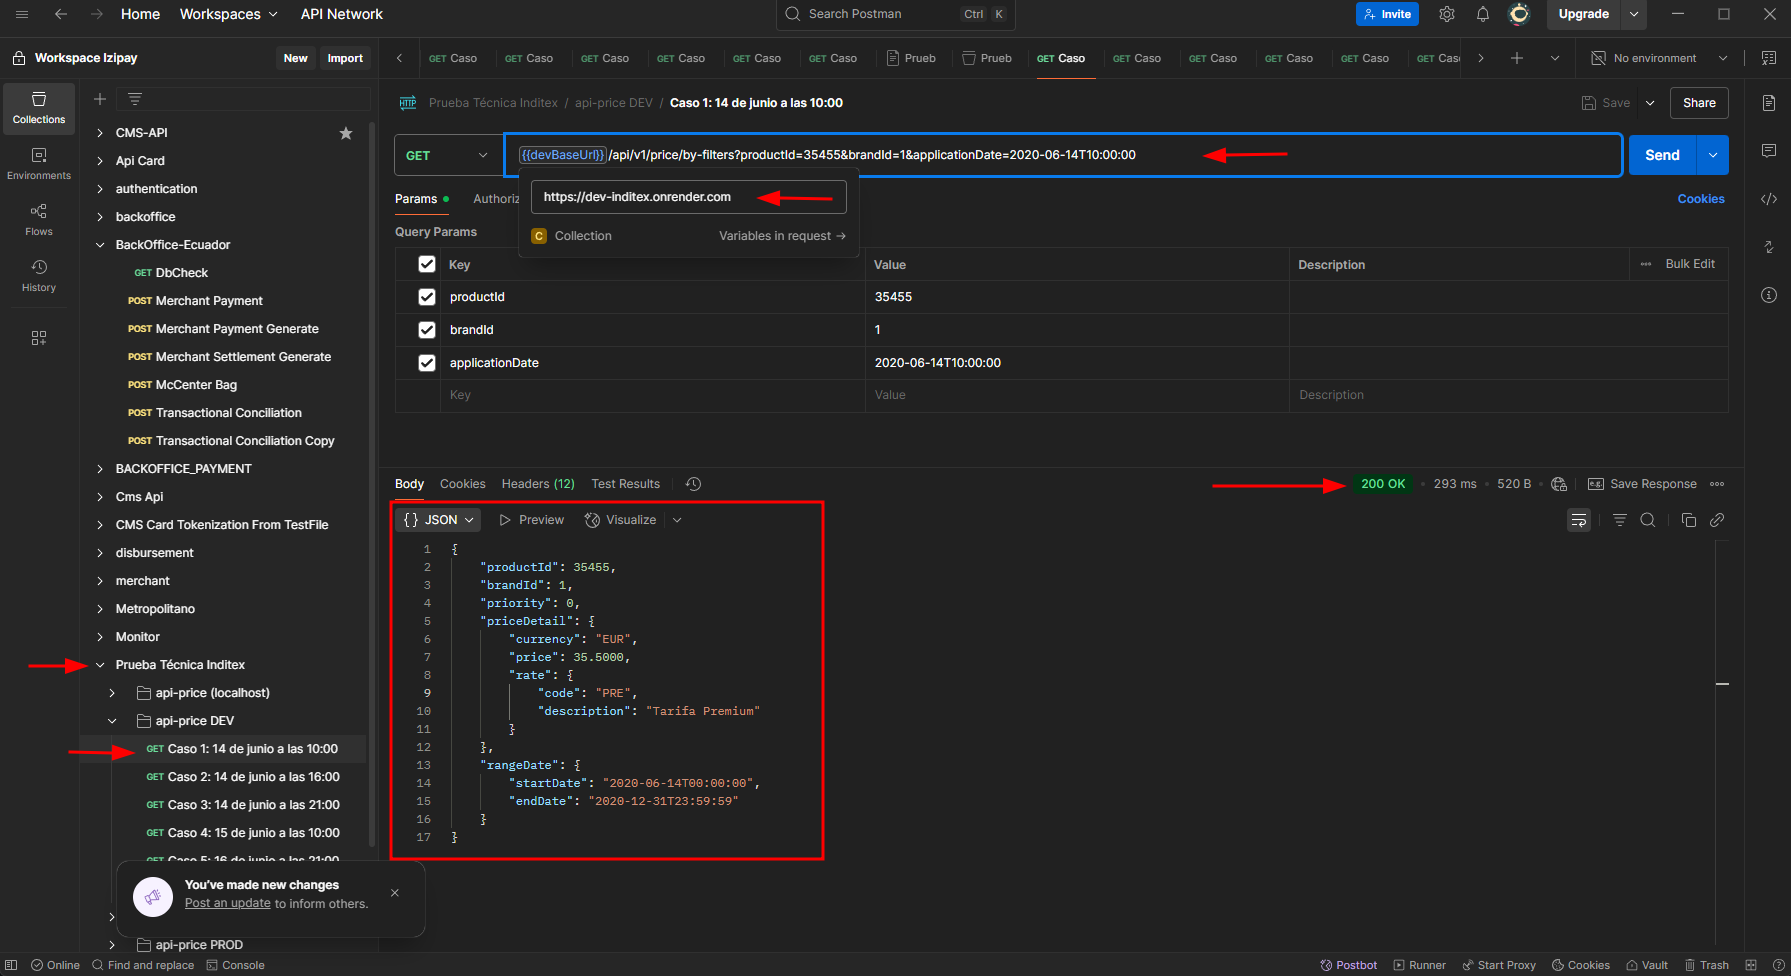 Home Workspaces API Network Search Postman Ctrl K Invite Upgrade
Workspace Izipay New Import GET Caso GET Caso GET Caso GET Caso GET Caso GET Caso Prueb Prueb GET Caso GET Caso GET Caso GET Caso GET Caso GET Cas No environment
Collections
Environments
Flows
History
CMS-API
Api Card
authentication
backoffice
BackOffice-Ecuador
GET DbCheck
POST Merchant Payment
POST Merchant Payment Generate
POST Merchant Settlement Generate
POST McCenter Bag
POST Transactional Conciliation
POST Transactional Conciliation Copy
BACKOFFICE_PAYMENT
Cms Api
CMS Card Tokenization From TestFile
disbursement
merchant
Metropolitano
Monitor
Prueba Técnica Inditex
api-price (localhost)
api-price DEV
GET Caso 1: 14 de junio a las 10:00
GET Caso 2: 14 de junio a las 16:00
GET Caso 3: 14 de junio a las 21:00
GET Caso 4: 15 de junio a las 10:00
GET Caso 5: 16 de junio a las 21:00
You've made new changes
Post an update to inform others.
api-price PROD
HTTP Prueba Técnica Inditex / api-price DEV / Caso 1: 14 de junio a las 10:00 Save Share
GET {{devBaseUrl}}/api/v1/price/by-filters?productId=35455&brandId=1&applicationDate=2020-06-14T10:00:00 Send
https://dev-inditex.onrender.com
C Collection Variables in request →
Params Authoriz Cookies
Query Params
Key Value Description Bulk Edit
productId 35455
brandId 1
applicationDate 2020-06-14T10:00:00
Key Value Description
Body Cookies Headers (12) Test Results 200 OK 293 ms 520 B e.g. Save Response
{} JSON Preview Visualize
1 {
2 "productId": 35455,
3 "brandId": 1,
4 "priority": 0,
5 "priceDetail": {
6 "currency": "EUR",
7 "price": 35.5000,
8 "rate": {
9 "code": "PRE",
10 "description": "Tarifa Premium"
11 }
12 },
13 "rangeDate": {
14 "startDate": "2020-06-14T00:00:00",
15 "endDate": "2020-12-31T23:59:59"
16 }
17 }
Online Find and replace Console Postbot Runner Start Proxy Cookies Vault Trash